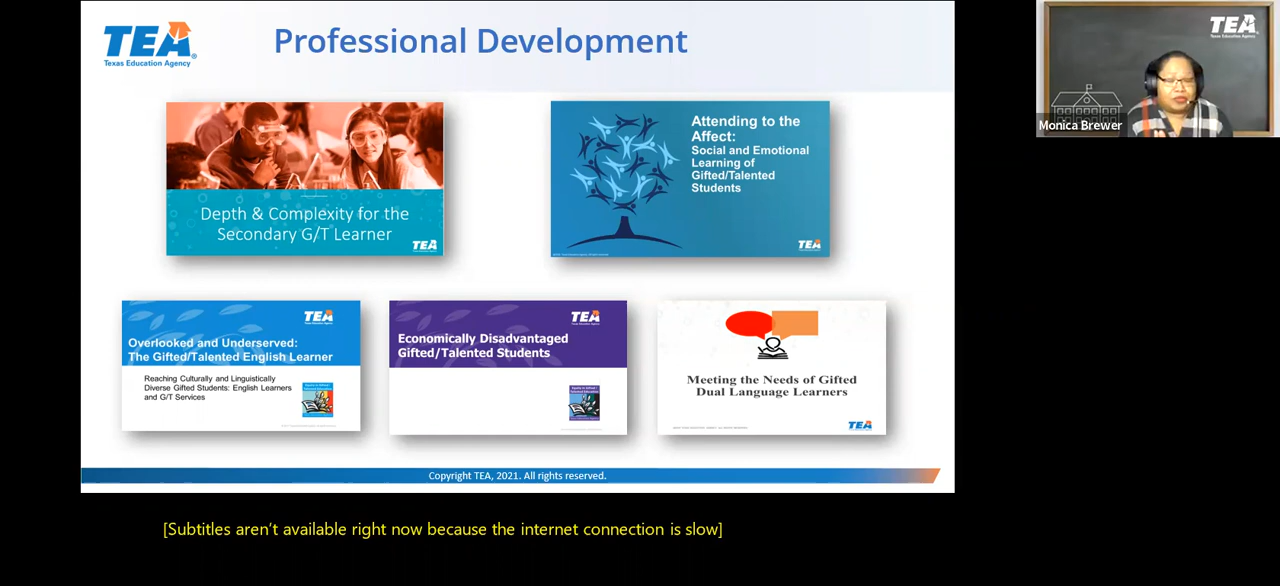 TEA
Texas Education Agency
Professional Development
TEA
Monica Brewer
Depth & Complexity for the
Secondary G/T Learner
TEA
Attending to the
Affect:
Social and Emotional
Learning of
Gifted/Talented
Students
TEA
TEA
Texas Education Agency
Overlooked and Underserved:
The Gifted/Talented English Learner
Reaching Culturally and Linguistically
Diverse Gifted Students: English Learners
and G/T Services
TEA
Texas Education Agency
Economically Disadvantaged
Gifted/Talented Students
Meeting the Needs of Gifted
Dual Language Learners
TEA
Copyright TEA, 2021. All rights reserved.
[Subtitles aren't available right now because the internet connection is slow]